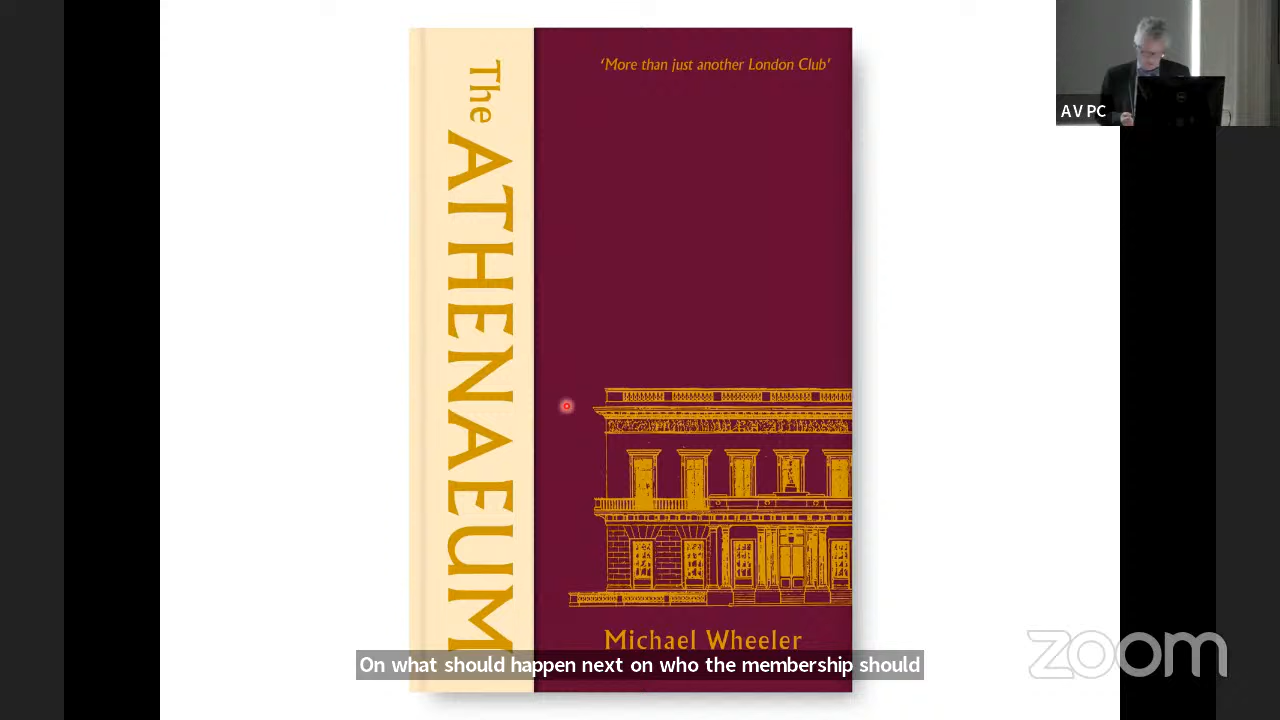 The ATHENAEUM
'More than just another London Club'
Michael Wheeler
On what should happen next on who the membership should
AV PC
zoom